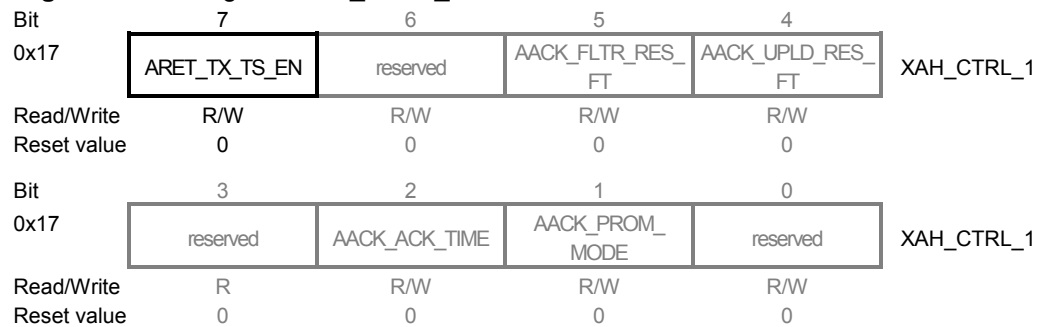 Bit 7 6 5 4
0x17 ARET_TX_TS_EN reserved AACK_FLTR_RES_ AACK_UPLD_RES_ XAH_CTRL_1
FT FT
Read/Write R/W R/W R/W R/W
Reset value 0 0 0 0
Bit 3 2 1 0
0x17 reserved AACK_ACK_TIME AACK_PROM_ reserved XAH_CTRL_1
MODE
Read/Write R R/W R/W R/W
Reset value 0 0 0 0